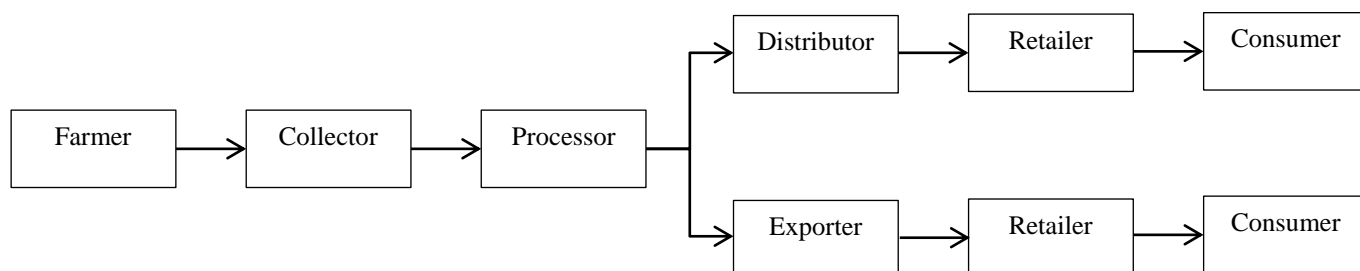 Distributor
Retailer
Consumer
Farmer
Collector
Processor
Exporter
Retailer
Consumer